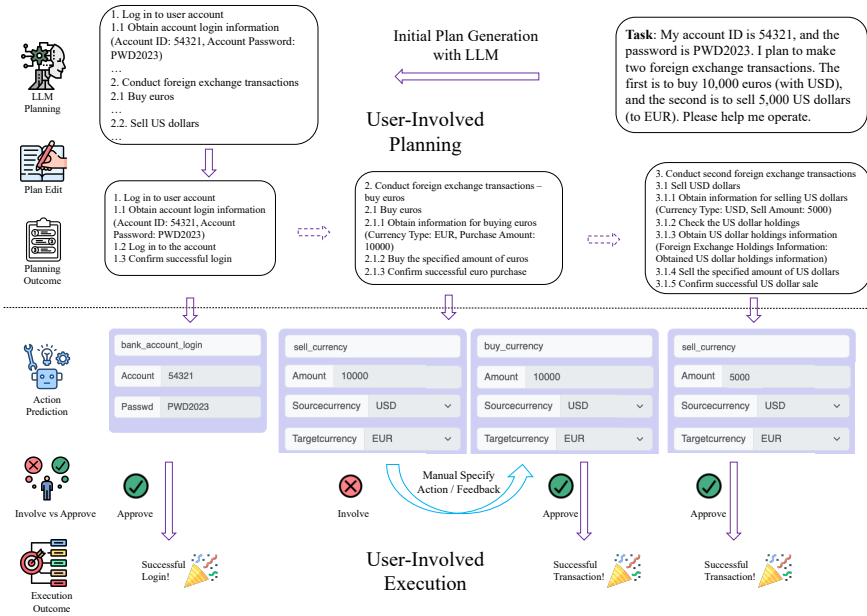 1. Log in to user account
1.1 Obtain account login information
(Account ID: 54321, Account Password:
PWD2023)
…
2. Conduct foreign exchange transactions
2.1 Buy euros
…
2.2. Sell US dollars
…
Initial Plan Generation
with LLM
Task: My account ID is 54321, and the
password is PWD2023. I plan to make
two foreign exchange transactions. The
first is to buy 10,000 euros (with USD),
and the second is to sell 5,000 US dollars
(to EUR). Please help me operate.
LLM
Planning
User-Involved
Planning
Plan Edit
Planning
Outcome
1. Log in to user account
1.1 Obtain account login information
(Account ID: 54321, Account
Password: PWD2023)
1.2 Log in to the account
1.3 Confirm successful login
2. Conduct foreign exchange transactions –
buy euros
2.1 Buy euros
2.1.1 Obtain information for buying euros
(Currency Type: EUR, Purchase Amount:
10000)
2.1.2 Buy the specified amount of euros
2.1.3 Confirm successful euro purchase
3. Conduct second foreign exchange transactions
3.1 Sell USD dollars
3.1.1 Obtain information for selling US dollars
(Currency Type: USD, Sell Amount: 5000)
3.1.2 Check the US dollar holdings
3.1.3 Obtain US dollar holdings information
(Foreign Exchange Holdings Information:
Obtained US dollar holdings information)
3.1.4 Sell the specified amount of US dollars
3.1.5 Confirm successful US dollar sale
Action
Prediction
bank_account_login
Account 54321
Passwd PWD2023
sell_currency
Amount 10000
Sourcecurrency USD
Targetcurrency EUR
buy_currency
Amount 10000
Sourcecurrency USD
Targetcurrency EUR
sell_currency
Amount 5000
Sourcecurrency USD
Targetcurrency EUR
Involve vs Approve
Approve
Involve
Manual Specify
Action / Feedback
Approve
Approve
Execution
Outcome
Successful
Login!
User-Involved
Execution
Successful
Transaction!
Successful
Transaction!